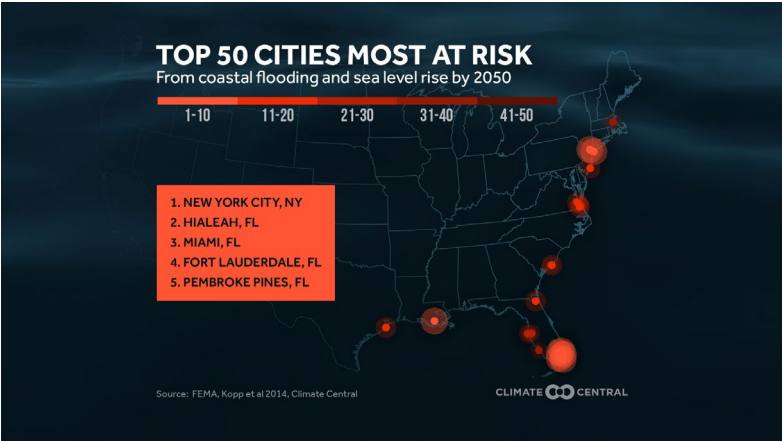 TOP 50 CITIES MOST AT RISK
From coastal flooding and sea level rise by 2050
1-10 11-20 21-30 31-40 41-50
1. NEW YORK CITY, NY
2. HIALEAH, FL
3. MIAMI, FL
4. FORT LAUDERDALE, FL
5. PEMBROKE PINES, FL
Source: FEMA, Kopp et al 2014, Climate Central
CLIMATE CENTRAL